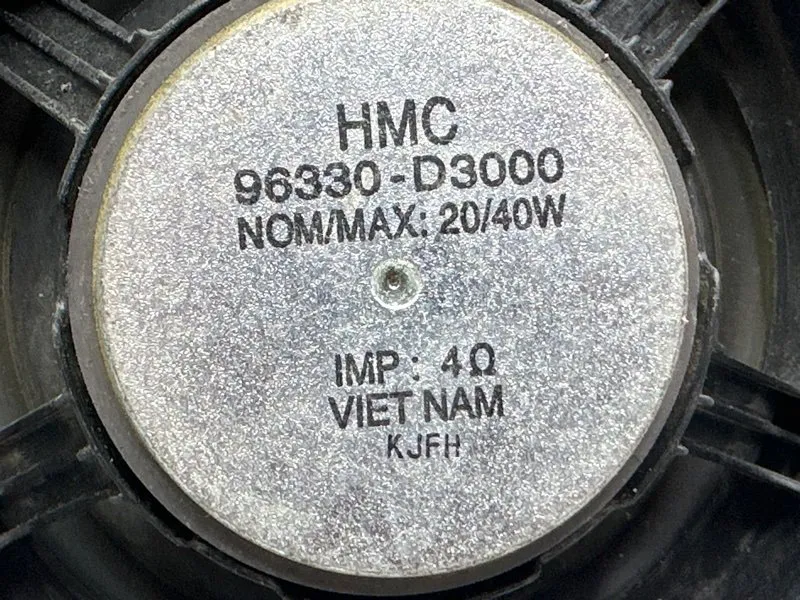 HMC
96330-D3000
NOM/MAX: 20/40W
IMP : 4Ω
VIET NAM
KJFH